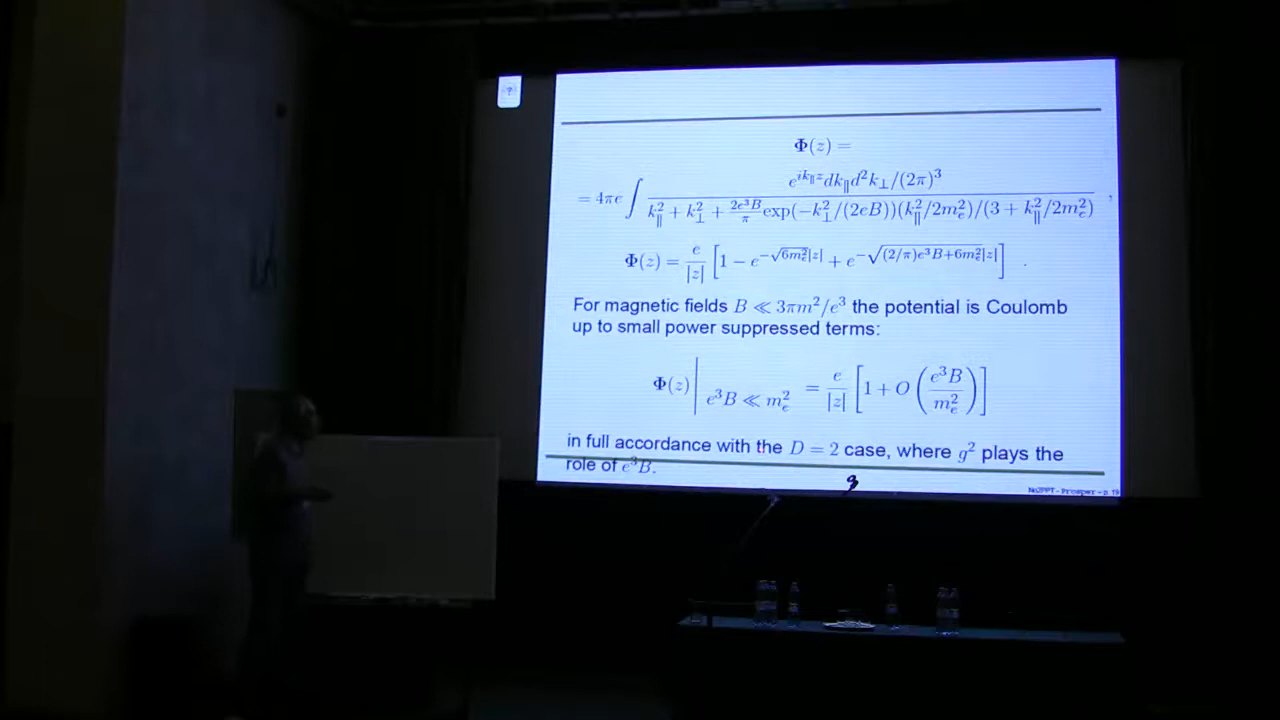 ?
Φ(z) =
= 4πe ∫ e^{ik_∥z} dk_∥ d²k_⊥/(2π)³ / (k_∥² + k_⊥² + (2e³B/π) exp(−k_⊥²/(2eB))(k_∥²/2m_e²)/(3 + k_∥²/2m_e²)) ,
Φ(z) = e/|z| [1 − e^{−√(6m_e²)|z|} + e^{−√((2/π)e³B+6m_e²)|z|}] .
For magnetic fields B ≪ 3πm²/e³ the potential is Coulomb
up to small power suppressed terms:
Φ(z)| e³B ≪ m_e² = e/|z| [1 + O (e³B/m_e²)]
in full accordance with the D = 2 case, where g² plays the
role of e³B.
No2PPT - Prosper – p. 19